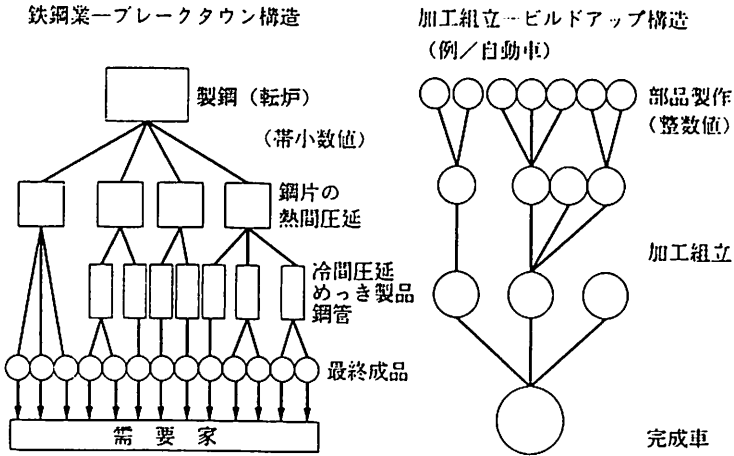 鉄鋼業―ブレークタウン構造
製鋼（転炉）
（帯小数値）
鋼片の
熱間圧延
冷間圧延
めっき製品
鋼管
最終成品
需要家
加工組立―ビルドアップ構造
（例／自動車）
部品製作
（整数値）
加工組立
完成車